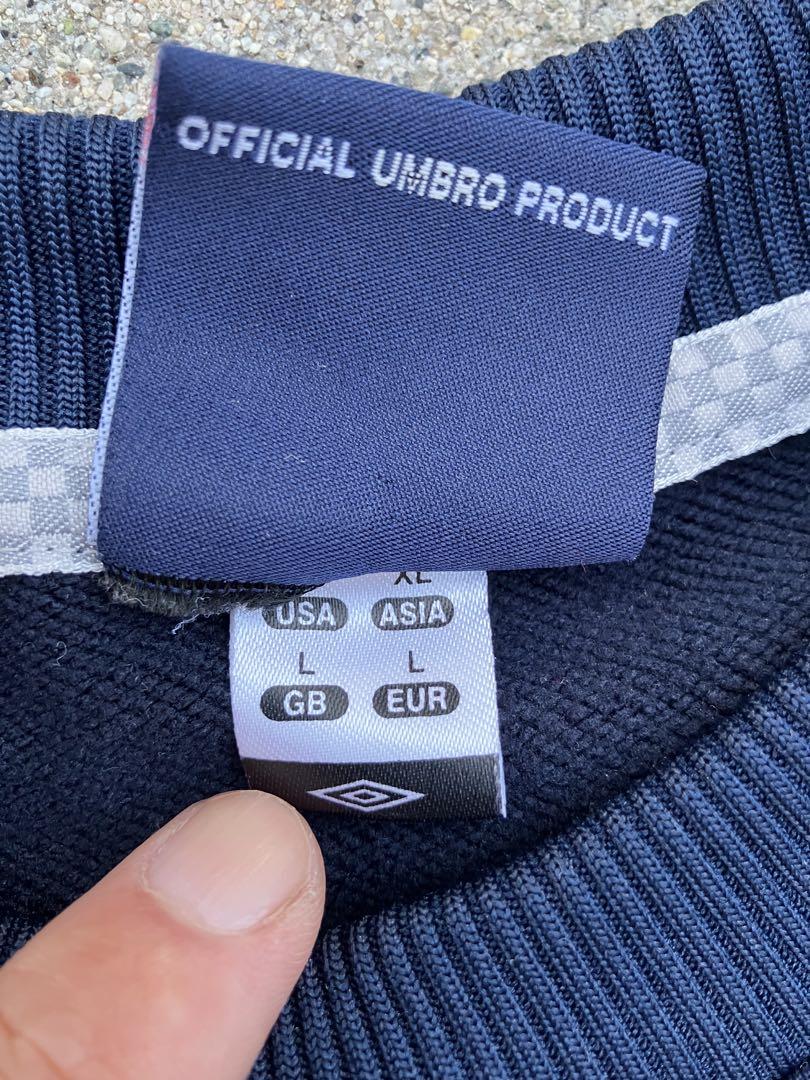 OFFICIAL UMBRO PRODUCT
XL
USA ASIA
L L
GB EUR